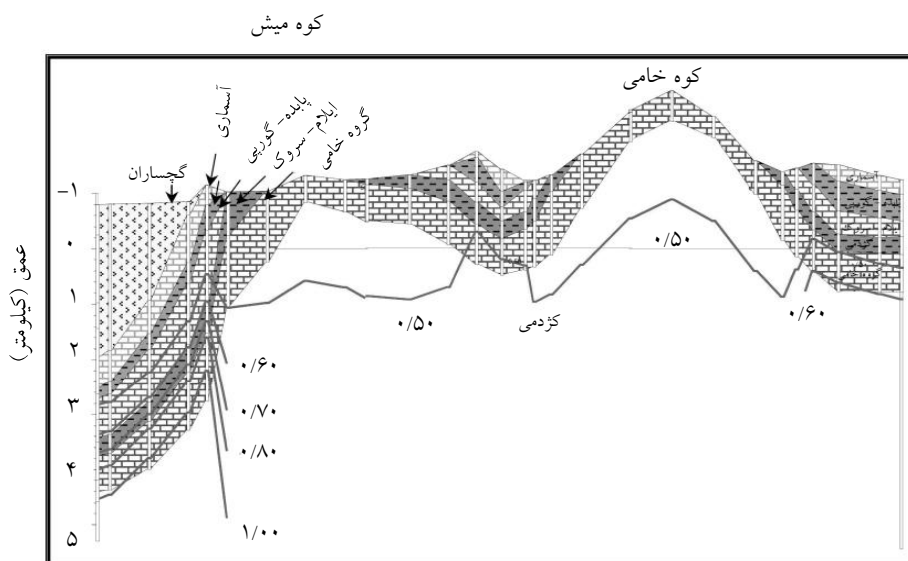 کوه میش
کوه خامی
آسماری
پابده-گورپی
ایلام-سروک
گروه خامی
گچساران
آسماری
عمق (کیلومتر)
-۱
۰
۱
۲
۳
۴
۵
۰/۵۰
۰/۵۰
کژدمی
۰/۶۰
۰/۶۰
۰/۷۰
۰/۸۰
۱/۰۰